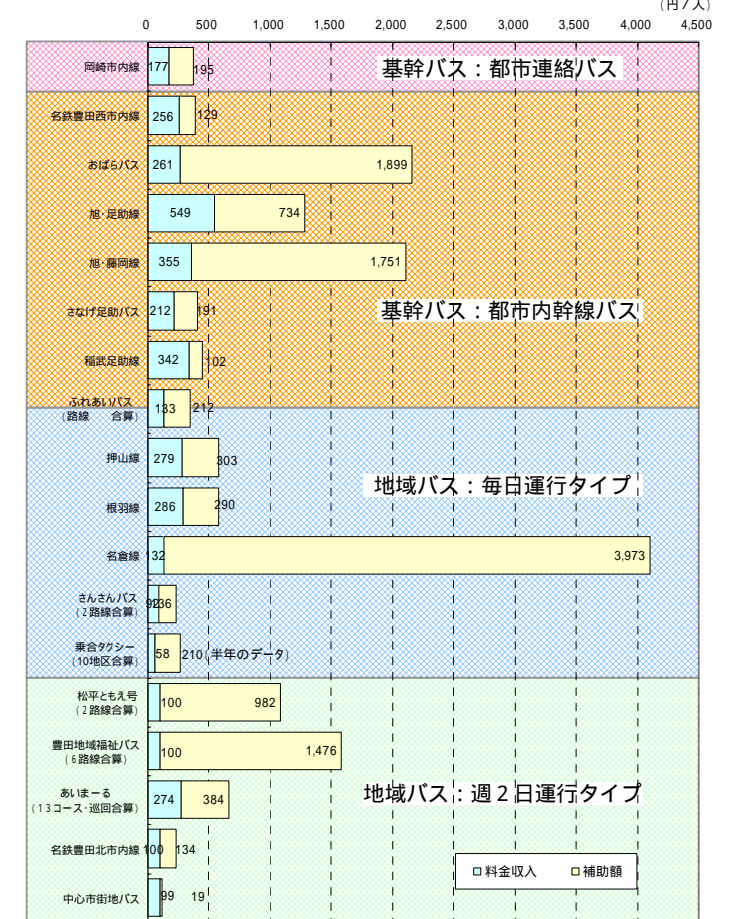 (円/人)
0 500 1,000 1,500 2,000 2,500 3,000 3,500 4,000 4,500
岡崎市内線 177 195 基幹バス：都市連絡バス
名鉄豊田西市内線 256 129
おばらバス 261 1,899
旭・足助線 549 734
旭・藤岡線 355 1,751
さなげ足助バス 212 191 基幹バス：都市内幹線バス
稲武足助線 342 102
ふれあいバス
(路線 合算) 133 212
押山線 279 303
地域バス：毎日運行タイプ
根羽線 286 290
名倉線 132 3,973
さんさんバス
(2路線合算) 92 136
乗合タクシー
(10地区合算) 58 210(半年のデータ)
松平ともえ号
(2路線合算) 100 982
豊田地域福祉バス
(6路線合算) 100 1,476
あいまーる
(13コース・巡回合算) 274 384 地域バス：週2日運行タイプ
名鉄豊田北市内線 100 134
料金収入 補助額
中心市街地バス 99 19